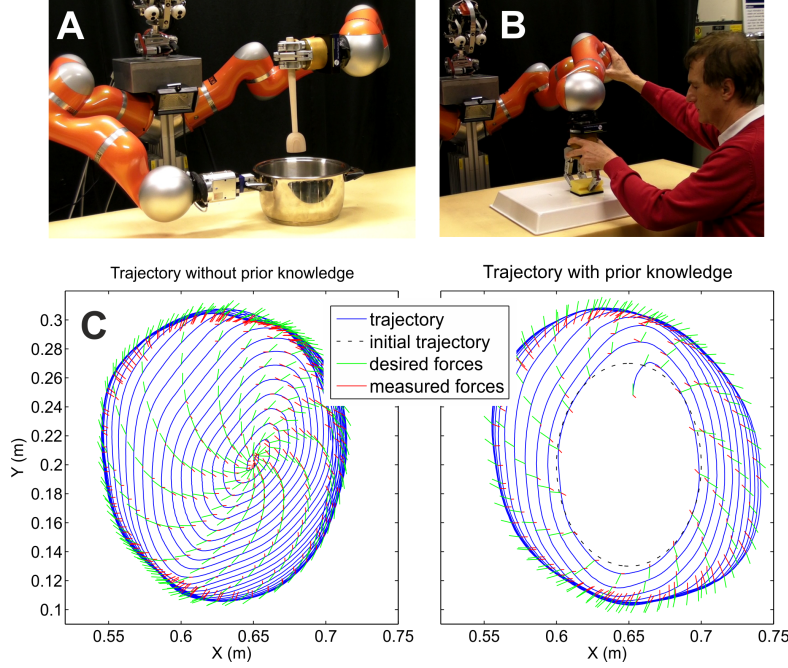 A
B
Trajectory without prior knowledge
Trajectory with prior knowledge
C
trajectory
initial trajectory
desired forces
measured forces
0.3
0.28
0.26
0.24
0.22
0.2
0.18
0.16
0.14
0.12
0.1
Y (m)
0.55
0.6
0.65
0.7
0.75
X (m)
0.55
0.6
0.65
0.7
0.75
X (m)